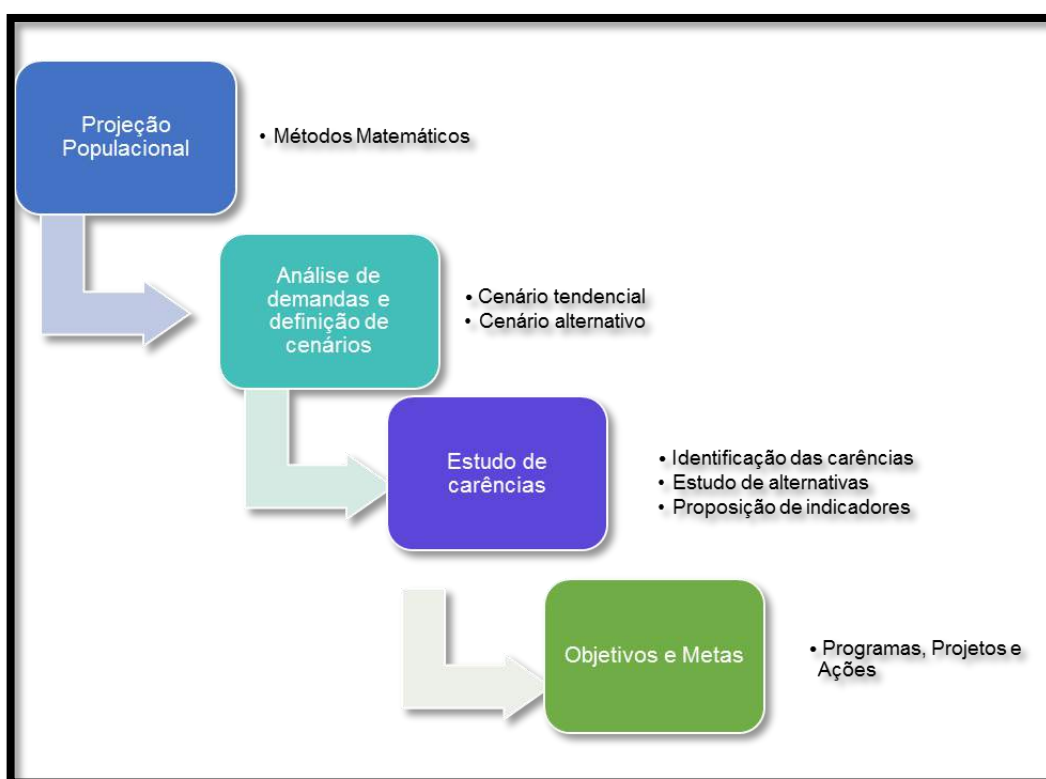 Projeção
Populacional
• Métodos Matemáticos
Análise de
demandas e
definição de
cenários
• Cenário tendencial
• Cenário alternativo
Estudo de
carências
• Identificação das carências
• Estudo de alternativas
• Proposição de indicadores
Objetivos e Metas
• Programas, Projetos e
Ações